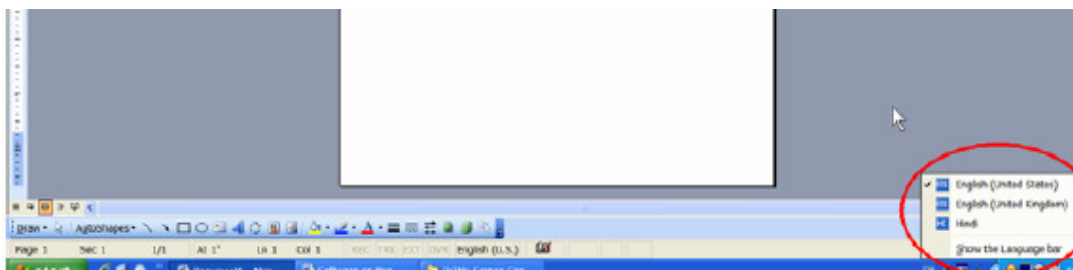 English (United States)
English (United Kingdom)
Hindi
Show the Language bar
Draw AutoShapes
Page 1 Sec 1 1/1 At 1" Ln 1 Col 1 REC TRK EXT OVR English (U.S.)
start